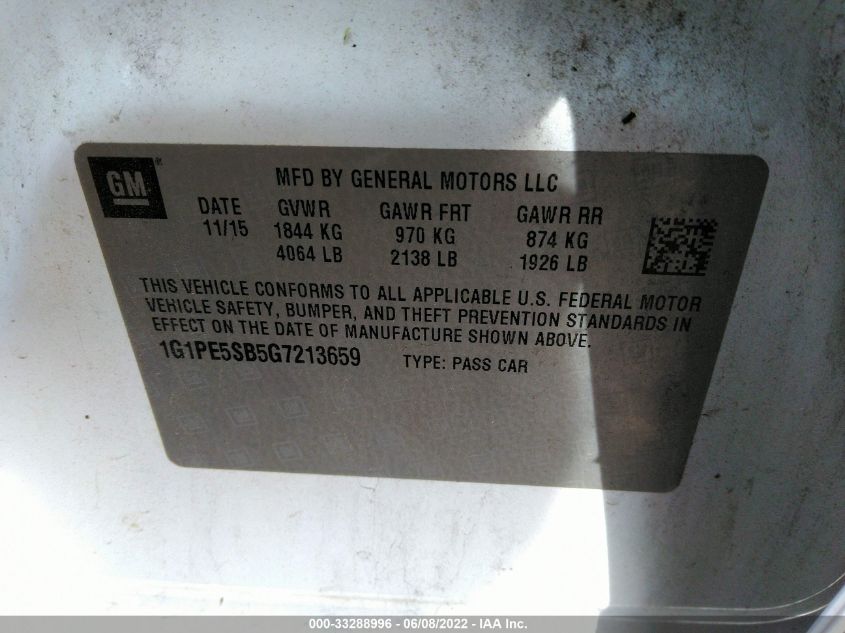 GM
MFD BY GENERAL MOTORS LLC
DATE GVWR GAWR FRT GAWR RR
11/15 1844 KG 970 KG 874 KG
4064 LB 2138 LB 1926 LB
THIS VEHICLE CONFORMS TO ALL APPLICABLE U.S. FEDERAL MOTOR
VEHICLE SAFETY, BUMPER, AND THEFT PREVENTION STANDARDS IN
EFFECT ON THE DATE OF MANUFACTURE SHOWN ABOVE.
1G1PE5SB5G7213659 TYPE: PASS CAR
000-33288996 - 06/08/2022 - IAA Inc.